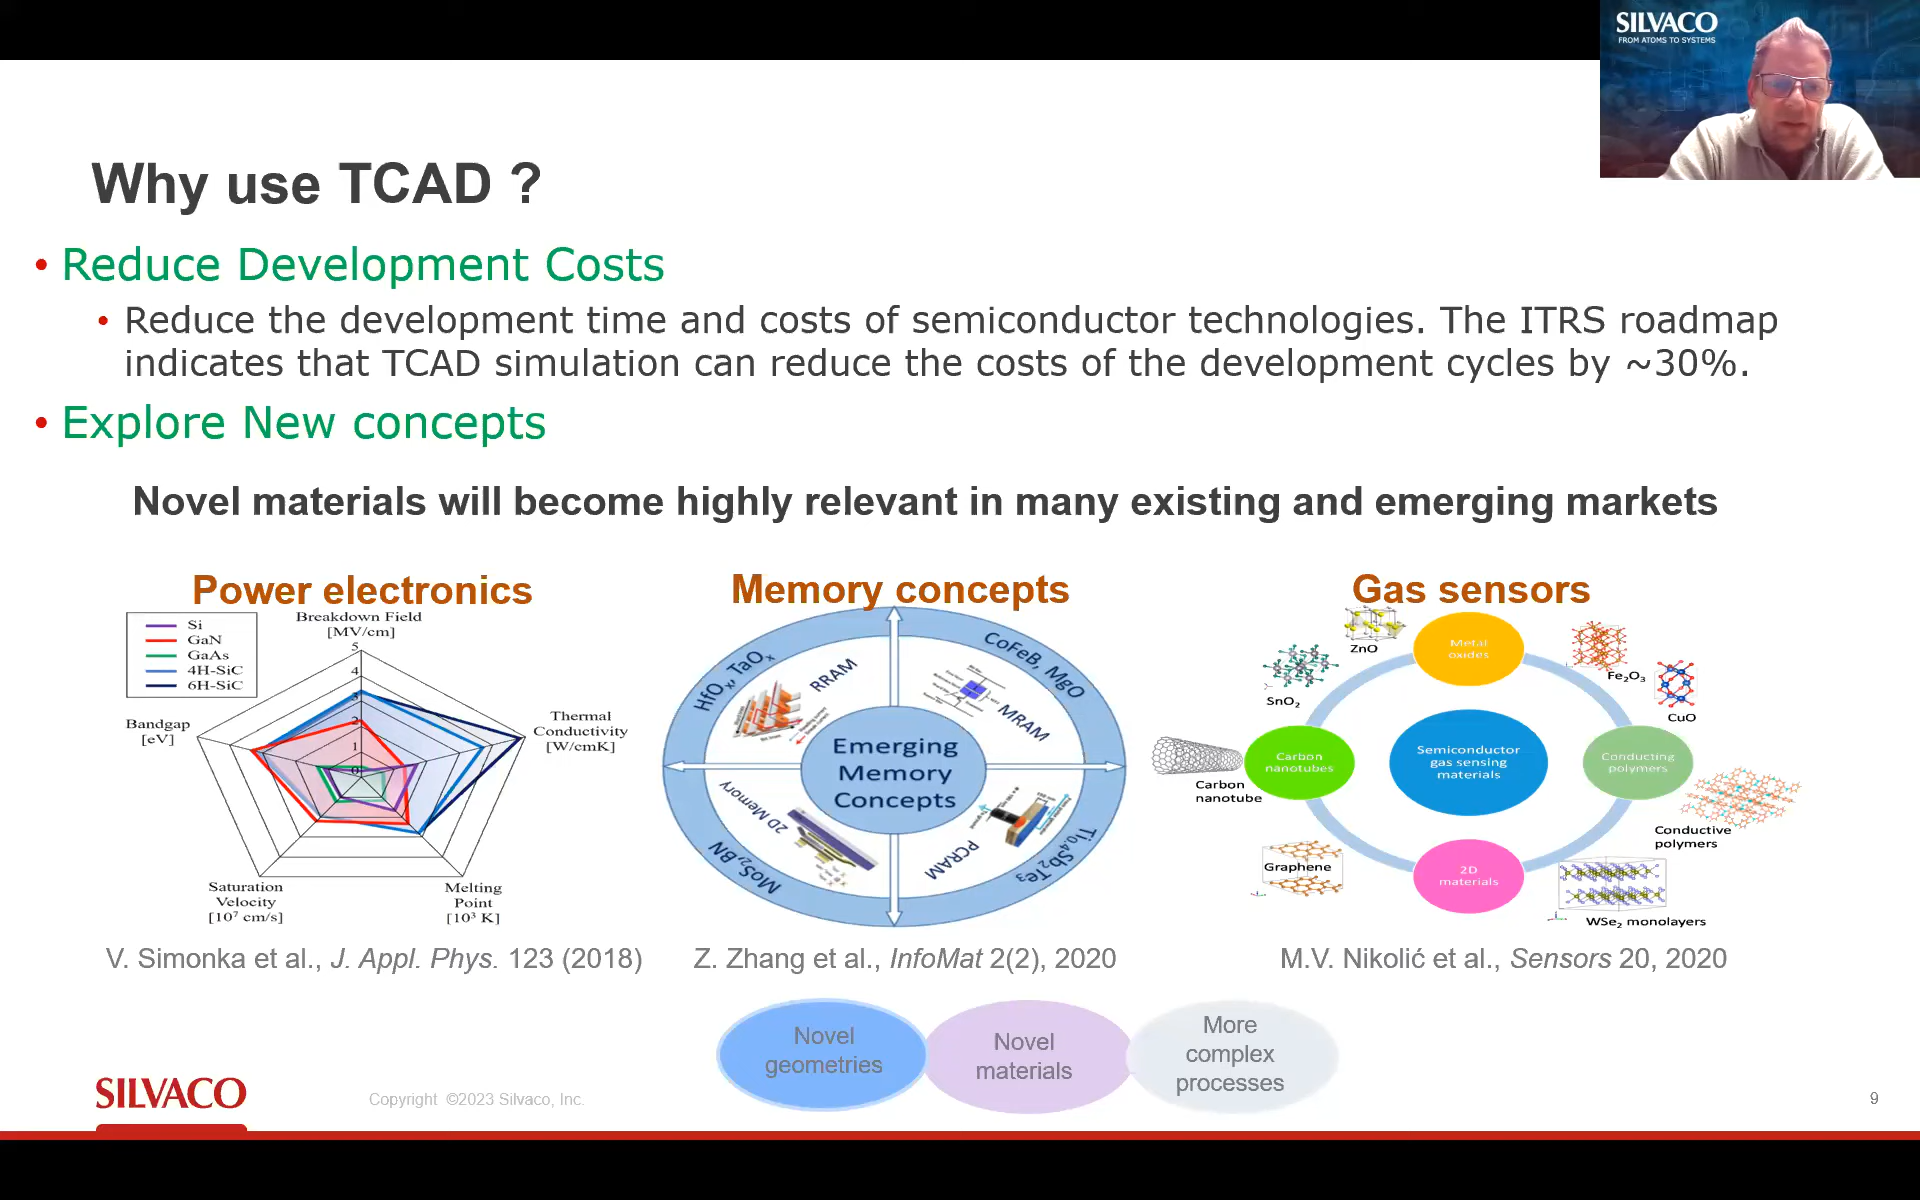 SILVACO
FROM ATOMS TO SYSTEMS
Why use TCAD ?
• Reduce Development Costs
• Reduce the development time and costs of semiconductor technologies. The ITRS roadmap
indicates that TCAD simulation can reduce the costs of the development cycles by ~30%.
• Explore New concepts
Novel materials will become highly relevant in many existing and emerging markets
Power electronics
Si
GaN
GaAs
4H-SiC
6H-SiC
Breakdown Field
[MV/cm]
5
4
2
1
0
Bandgap
[eV]
Thermal
Conductivity
[W/cmK]
Saturation
Velocity
[10⁷ cm/s]
Melting
Point
[10³ K]
V. Simonka et al., J. Appl. Phys. 123 (2018)
Memory concepts
HfOₓ, TaOₓ
CoFeB, MgO
RRAM
MRAM
Emerging
Memory
Concepts
2D Memory
PCRAM
MoS₂,BN
Ti₀.₄Sb₂Te₃
Z. Zhang et al., InfoMat 2(2), 2020
Gas sensors
Metal
oxides
ZnO
SnO₂
Fe₂O₃
CuO
Carbon
nanotubes
Semiconductor
gas sensing
materials
Conducting
polymers
Carbon
nanotube
Conductive
polymers
Graphene
2D
materials
WSe₂ monolayers
M.V. Nikolić et al., Sensors 20, 2020
Novel
geometries
Novel
materials
More
complex
processes
SILVACO
Copyright ©2023 Silvaco, Inc.
9